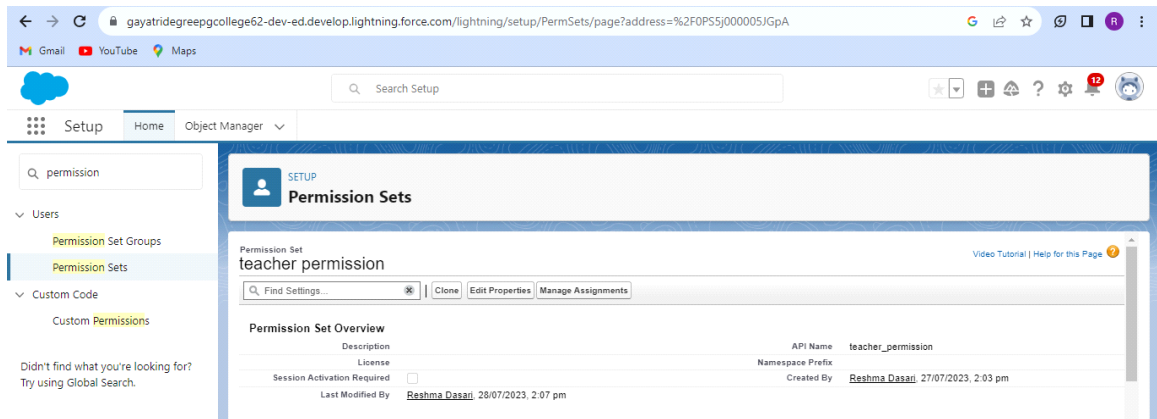 gayatridegreepgcollege62-dev-ed.develop.lightning.force.com/lightning/setup/PermSets/page?address=%2F0PS5j000005JGpA
G
R
Gmail YouTube Maps
Search Setup
12
Setup Home Object Manager
permission
Users
Permission Set Groups
Permission Sets
Custom Code
Custom Permissions
Didn't find what you're looking for?
Try using Global Search.
SETUP
Permission Sets
Permission Set
teacher permission
Video Tutorial | Help for this Page
Find Settings... | Clone Edit Properties Manage Assignments
Permission Set Overview
Description API Name teacher_permission
License Namespace Prefix
Session Activation Required Created By Reshma Dasari, 27/07/2023, 2:03 pm
Last Modified By Reshma Dasari, 28/07/2023, 2:07 pm